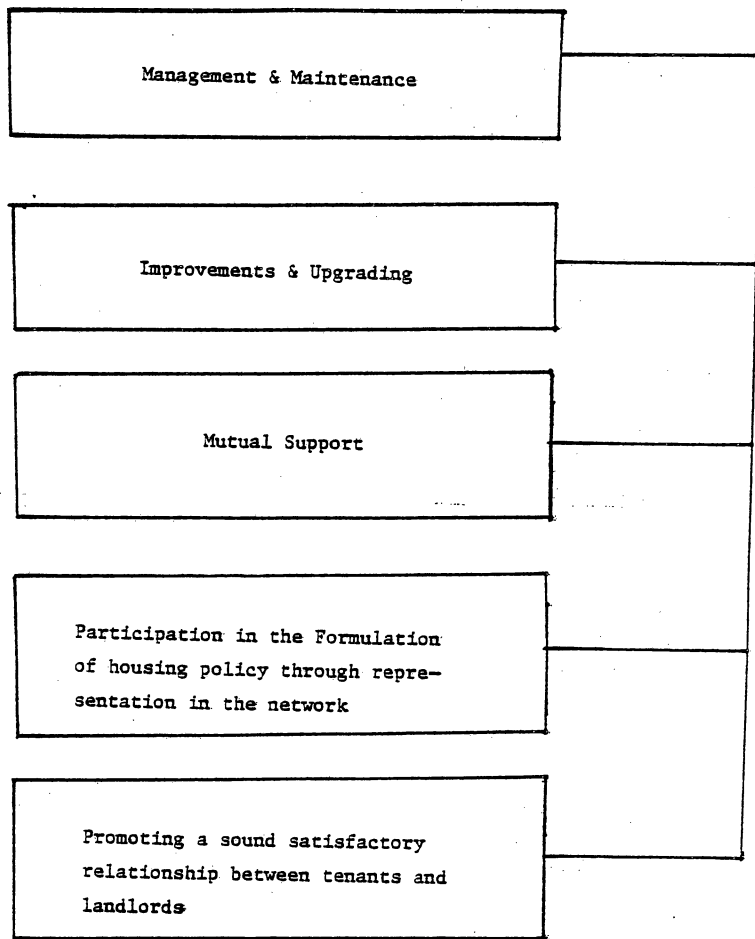 Management & Maintenance
Improvements & Upgrading
Mutual Support
Participation in the Formulation
of housing policy through repre-
sentation in the network
Promoting a sound satisfactory
relationship between tenants and
landlords